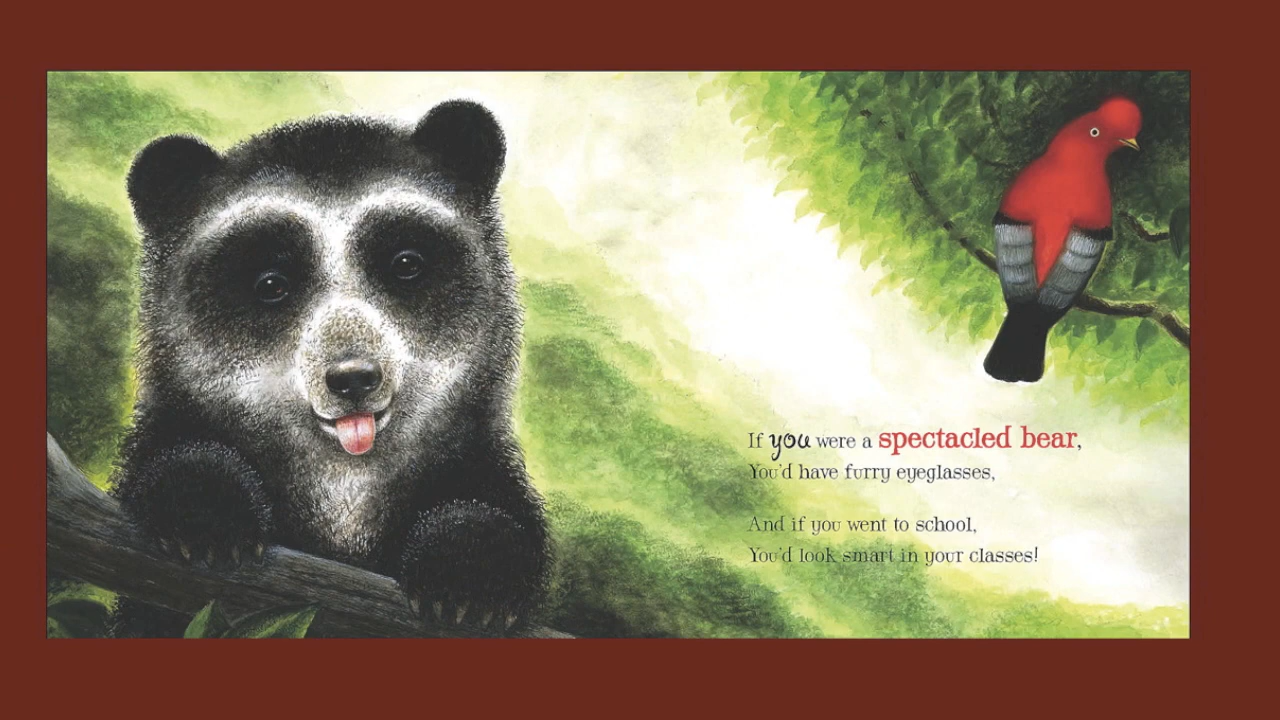 If you were a spectacled bear,
You'd have furry eyeglasses,
And if you went to school,
You'd look smart in your classes!